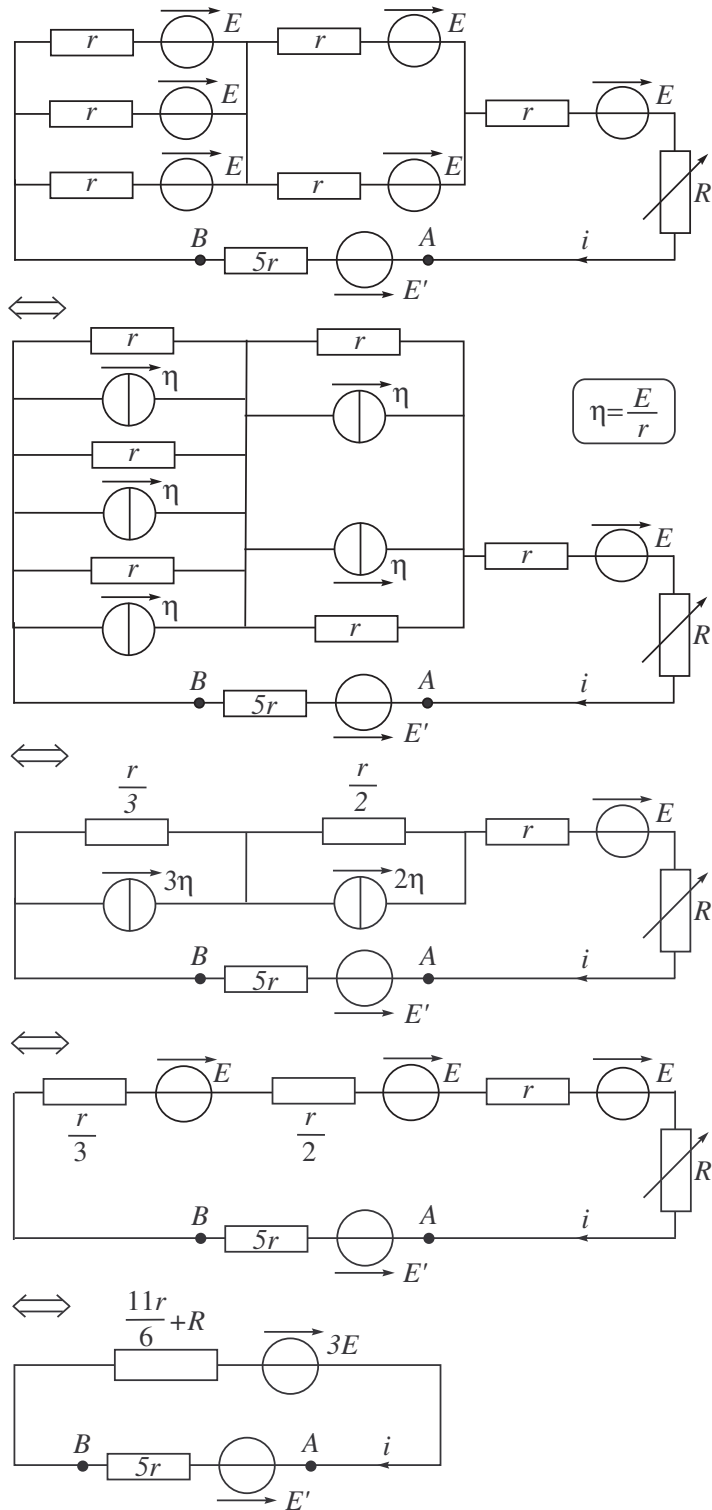 E E
r r
E E
r r
E E
r r
R
B A i
5r
E'
r r
η η
r
η=E/r
η
r E
η r
η
r R
B A i
5r
E'
r/3 r/2
E
r
3η 2η
R
B A
5r i
E'
E E E
r
r/3 r/2
R
B A i
5r
E'
11r/6+R
3E
B A i
5r
E'